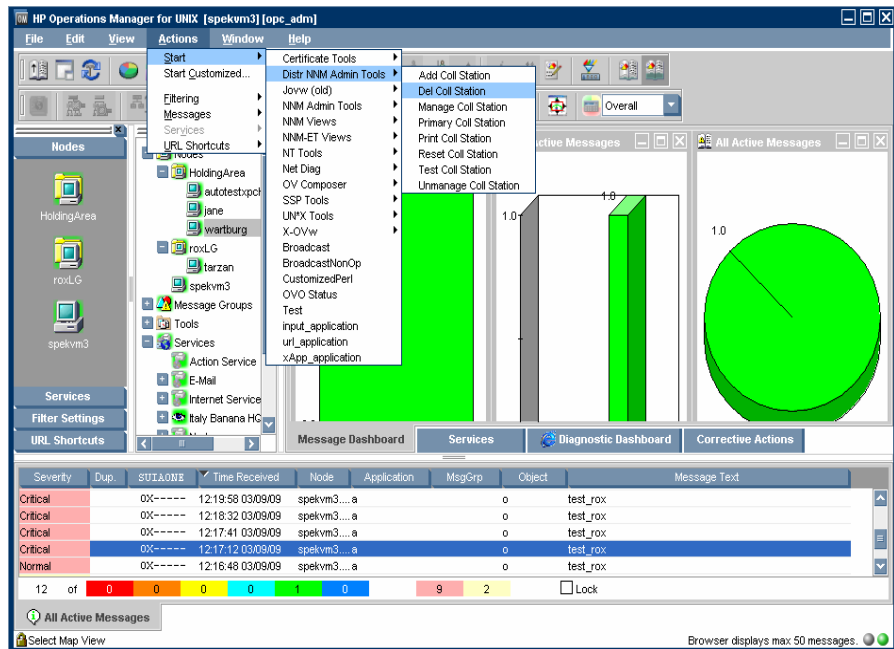 HP Operations Manager for UNIX [spekvm3] [opc_adm]
File Edit View Actions Window Help
Start
Start Customized...
Filtering
Messages
Services
URL Shortcuts
Certificate Tools
Distr NNM Admin Tools
Jovw (old)
NNM Admin Tools
NNM Views
NNM-ET Views
NT Tools
Net Diag
OV Composer
SSP Tools
UN*X Tools
X-OVw
Broadcast
BroadcastNonOp
CustomizedPerl
OVO Status
Test
input_application
url_application
xApp_application
Add Coll Station
Del Coll Station
Manage Coll Station
Primary Coll Station
Print Coll Station
Reset Coll Station
Test Coll Station
Unmanage Coll Station
Overall
Nodes
HoldingArea
roxLG
spekvm3
Services
Filter Settings
URL Shortcuts
Nodes
HoldingArea
autotestxpch
jane
wartburg
roxLG
tarzan
spekvm3
Message Groups
Tools
Services
Action Service
E-Mail
Internet Service
Italy Banana HQ
ctive Messages
All Active Messages
1.0
1.0
1.0
Message Dashboard Services Diagnostic Dashboard Corrective Actions
Severity Dup. SUIAONE Time Received Node Application MsgGrp Object Message Text
Critical 0X----- 12:19:58 03/09/09 spekvm3.... a o test_rox
Critical 0X----- 12:18:32 03/09/09 spekvm3.... a o test_rox
Critical 0X----- 12:17:41 03/09/09 spekvm3.... a o test_rox
Critical 0X----- 12:17:12 03/09/09 spekvm3.... a o test_rox
Normal 0X----- 12:16:48 03/09/09 spekvm3.... a o test_rox
12 of 0 0 0 0 1 0 9 2 Lock
All Active Messages
Select Map View
Browser displays max 50 messages.